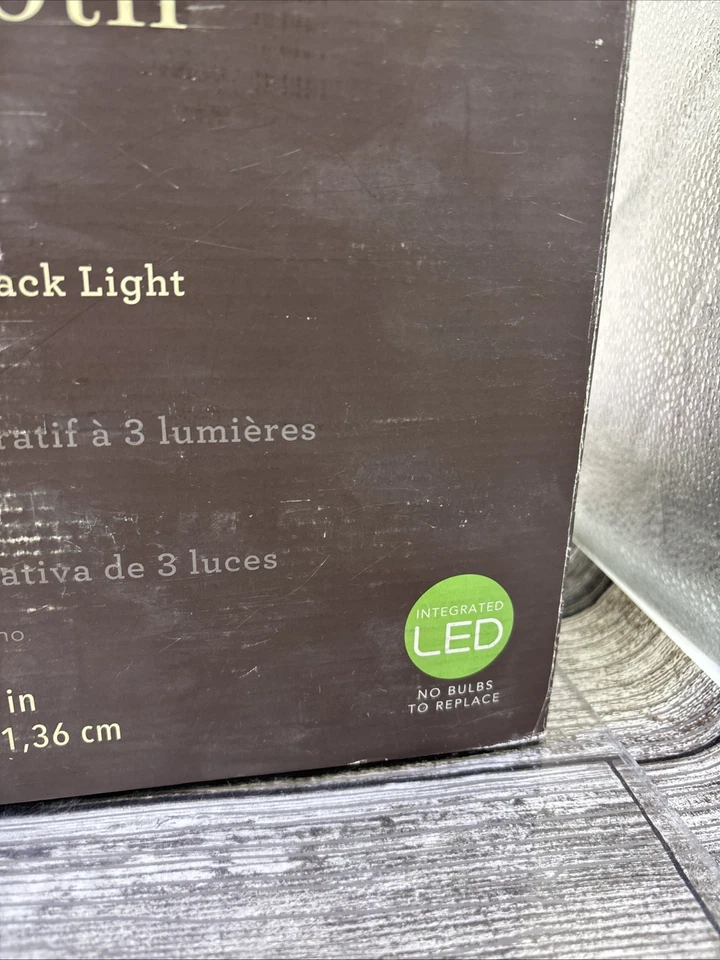 ack Light
ratif à 3 lumières
ativa de 3 luces
no
in
1,36 cm
INTEGRATED
LED
NO BULBS
TO REPLACE